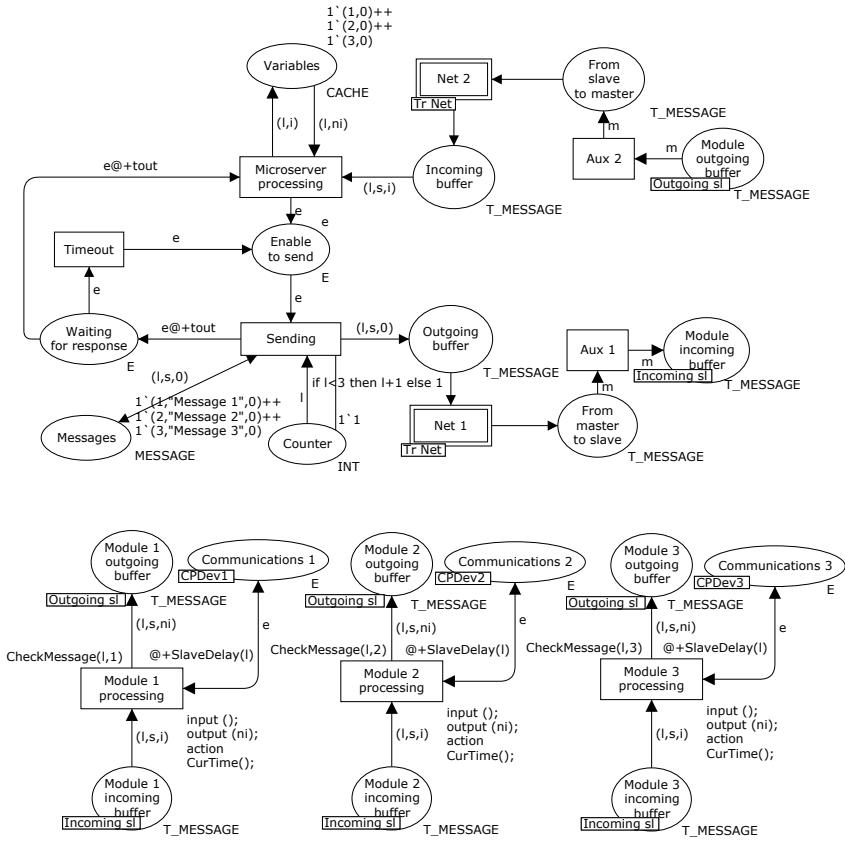 1`(1,0)++
1`(2,0)++
1`(3,0)
Variables
CACHE
(l,i)
(l,ni)
Net 2
Tr Net
From
slave
to master
T_MESSAGE
m
Aux 2
m
Module
outgoing
buffer
Outgoing sl
T_MESSAGE
e@+tout
Microserver
processing
(l,s,i)
Incoming
buffer
T_MESSAGE
e
e
Timeout
e
Enable
to send
E
e
e
Waiting
for response
E
e@+tout
Sending
(l,s,0)
Outgoing
buffer
T_MESSAGE
Aux 1
m
Module
incoming
buffer
Incoming sl
T_MESSAGE
m
(l,s,0)
if l<3 then l+1 else 1
l
1`(1,"Message 1",0)++
1`(2,"Message 2",0)++
1`(3,"Message 3",0)
1`1
Messages
MESSAGE
Counter
INT
Net 1
Tr Net
From
master
to slave
T_MESSAGE
Module 1
outgoing
buffer
Outgoing sl
T_MESSAGE
Communications 1
CPDev1
E
(l,s,ni)
e
CheckMessage(l,1)
@+SlaveDelay(l)
Module 1
processing
input ();
output (ni);
action
CurTime();
(l,s,i)
Module 1
incoming
buffer
Incoming sl
T_MESSAGE
Module 2
outgoing
buffer
Outgoing sl
T_MESSAGE
Communications 2
CPDev2
E
(l,s,ni)
e
CheckMessage(l,2)
@+SlaveDelay(l)
Module 2
processing
input ();
output (ni);
action
CurTime();
(l,s,i)
Module 2
incoming
buffer
Incoming sl
T_MESSAGE
Module 3
outgoing
buffer
Outgoing sl
T_MESSAGE
Communications 3
CPDev3
E
(l,s,ni)
e
CheckMessage(l,3)
@+SlaveDelay(l)
Module 3
processing
input ();
output (ni);
action
CurTime();
(l,s,i)
Module 3
incoming
buffer
Incoming sl
T_MESSAGE